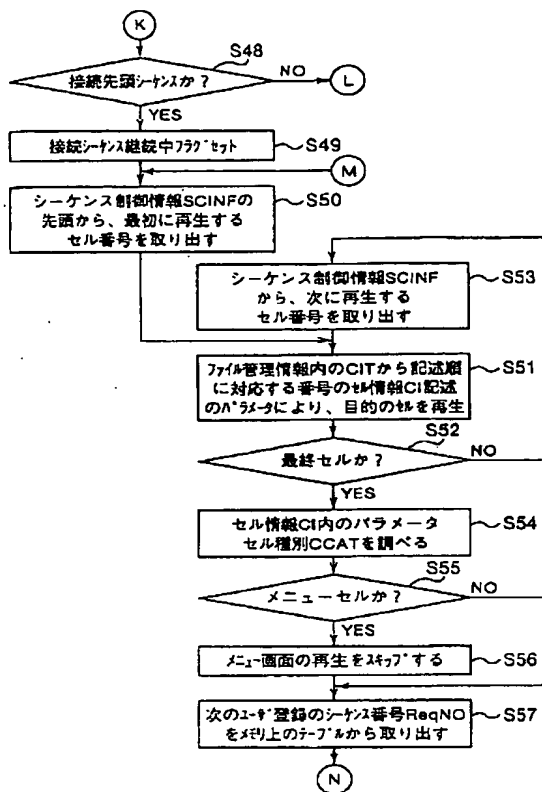 K
S48
接続先頭シーケンスか?
NO
L
YES
接続シーケンス継続中フラグセット
S49
M
シーケンス制御情報SCINFの
先頭から、最初に再生する
セル番号を取り出す
S50
シーケンス制御情報SCINF
から、次に再生する
セル番号を取り出す
S53
ファイル管理情報内のCITから記述順
に対応する番号のセル情報CI記述
のパラメータにより、目的のセルを再生
S51
S52
最終セルか?
NO
YES
セル情報CI内のパラメータ
セル種別CCATを調べる
S54
S55
メニューセルか?
NO
YES
メニュー画面の再生をスキップする
S56
次のユーザ登録のシーケンス番号ReqNO
をメモリ上のテーブルから取り出す
S57
N